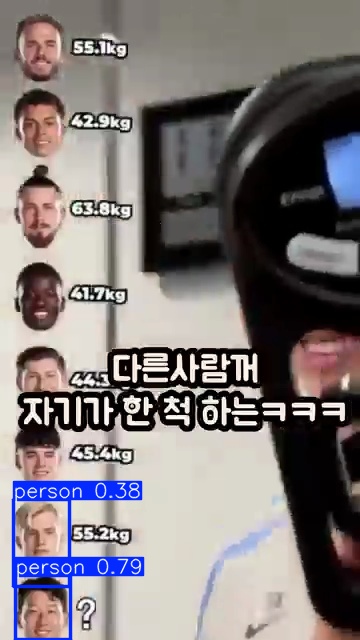 55.1kg
42.9kg
63.8kg
41.7kg
다른사람꺼
자기가 한 척 하는ㅋㅋㅋ
45.4kg
person 0.38
55.2kg
person 0.79
?